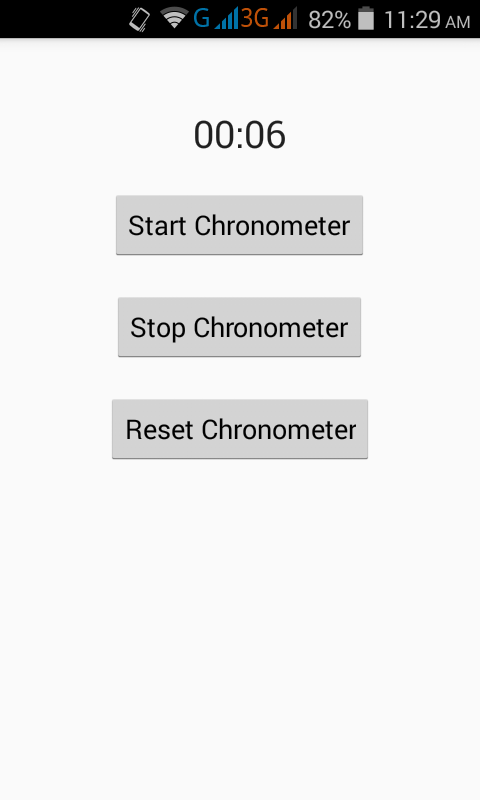 G 3G 82% 11:29 AM
00:06
Start Chronometer
Stop Chronometer
Reset Chronometer